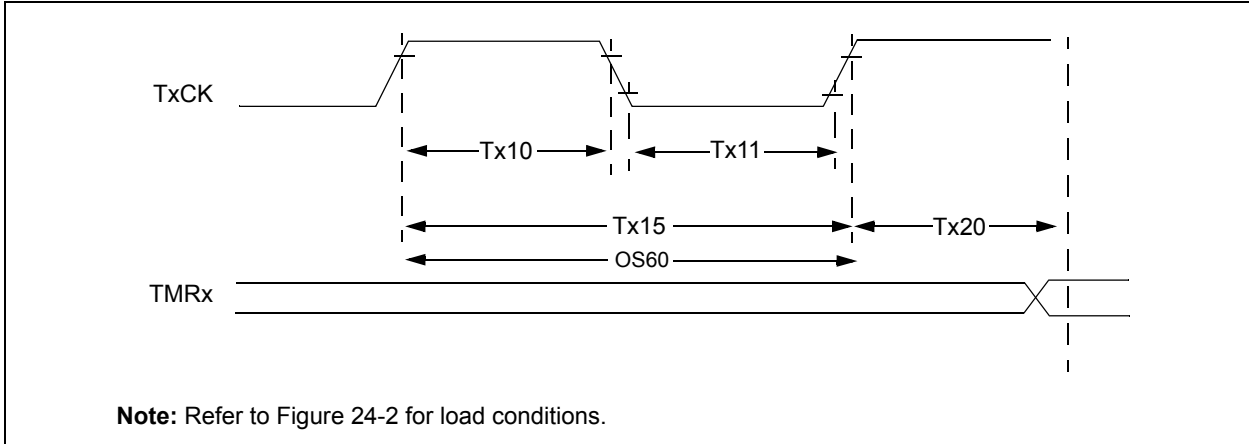 TxCK
Tx10
Tx11
Tx15
Tx20
OS60
TMRx
Note: Refer to Figure 24-2 for load conditions.